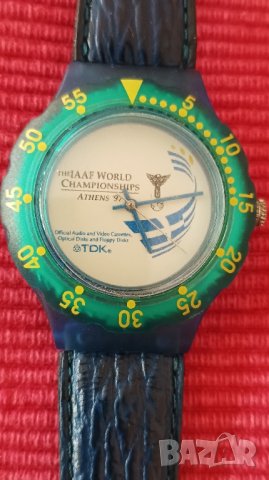 55 5
50 10
45 15
40 20
35 25
30
THE IAAF WORLD
CHAMPIONSHIPS
ATHENS '97
Official Audio and Video Cassettes,
Optical Disks and Floppy Disks
TDK®
BAZAR